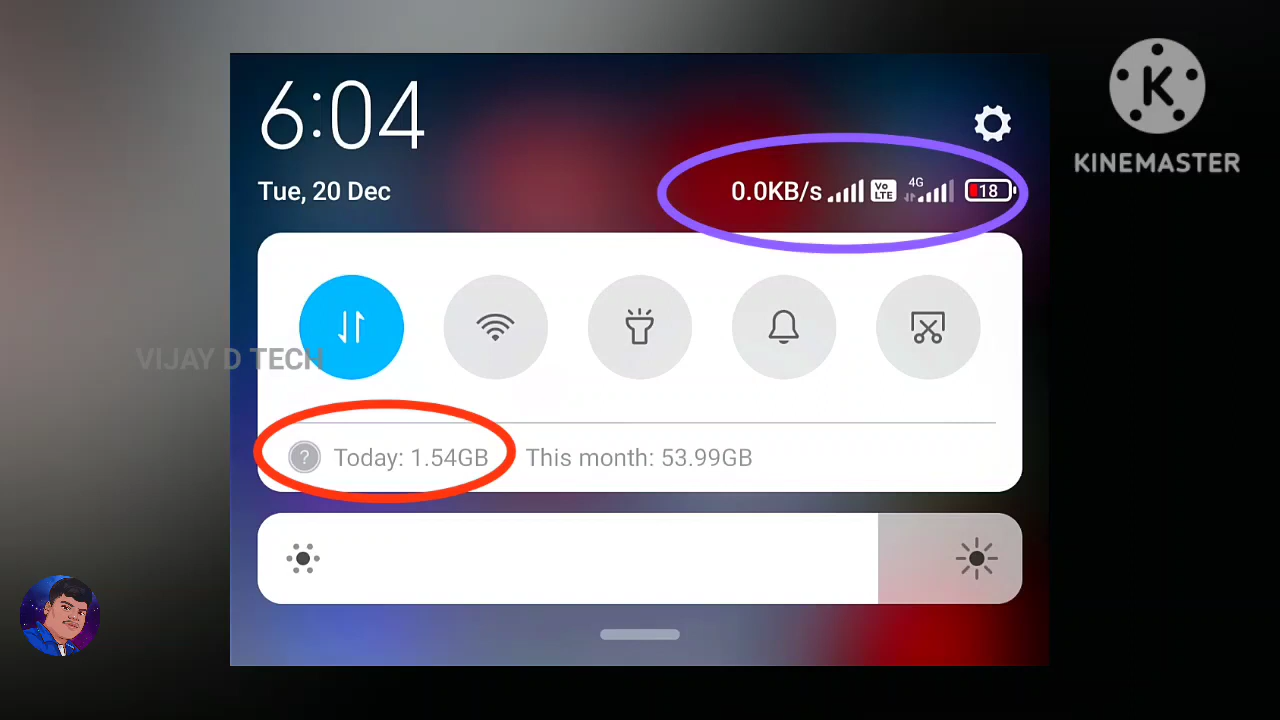 6:04
KINEMASTER
Tue, 20 Dec
0.0KB/s Vo LTE 4G 18
VIJAY D TECH
? Today: 1.54GB This month: 53.99GB